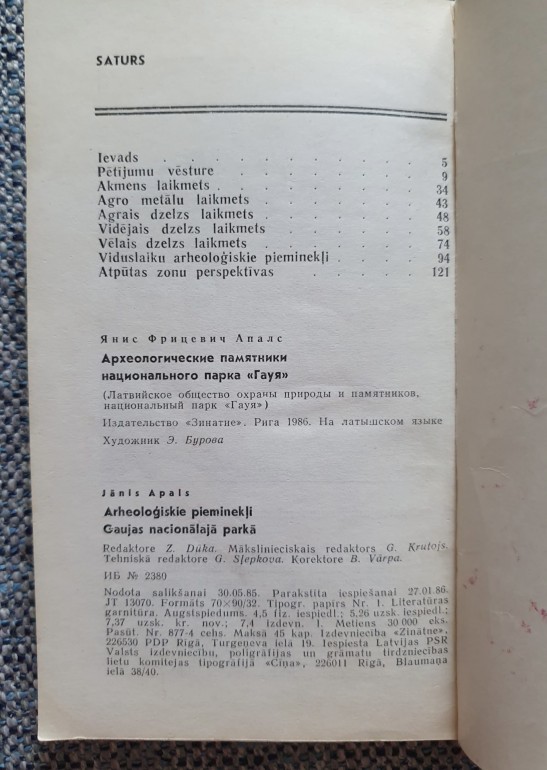 SATURS
Ievads . . . . . . . . . . 5
Pētījumu vēsture . . . . . . . . 9
Akmens laikmets . . . . . . . . 34
Agro metālu laikmets . . . . . . . 43
Agrais dzelzs laikmets . . . . . . . 48
Vidējais dzelzs laikmets . . . . . . 58
Vēlais dzelzs laikmets . . . . . . . 74
Viduslaiku arheoloģiskie pieminekļi . . . . 94
Atpūtas zonu perspektīvas . . . . . 121
Янис Фрицевич Апалс
Археологические памятники
национального парка «Гауя»
(Латвийское общество охраны природы и памятников,
национальный парк «Гауя»)
Издательство «Зинатне». Рига 1986. На латышском языке
Художник Э. Бурова
Jānis Apals
Arheoloģiskie pieminekļi
Gaujas nacionālajā parkā
Redaktore Z. Dūka. Mākslinieciskais redaktors G. Krutojs.
Tehniskā redaktore G. Sļepkova. Korektore B. Vārpa.
ИБ № 2380
Nodota salikšanai 30.05.85. Parakstīta iespiešanai 27.01.86.
JT 13070. Formāts 70×90/32. Tipogr. papīrs Nr. 1. Literatūras
garnitūra. Augstspiedums. 4,5 fiz. iespiedl.; 5,26 uzsk. iespiedl.;
7,37 uzsk. kr. nov.; 7,4 izdevn. l. Metiens 30 000 eks.
Pasūt. Nr. 877-4 cehs. Maksā 45 kap. Izdevniecība «Zinātne»,
226530 PDP Rīgā, Turgeņeva ielā 19. Iespiesta Latvijas PSR
Valsts izdevniecību, poligrāfijas un grāmatu tirdzniecības
lietu komitejas tipogrāfijā «Cīņa», 226011 Rīgā, Blaumaņa
ielā 38/40.